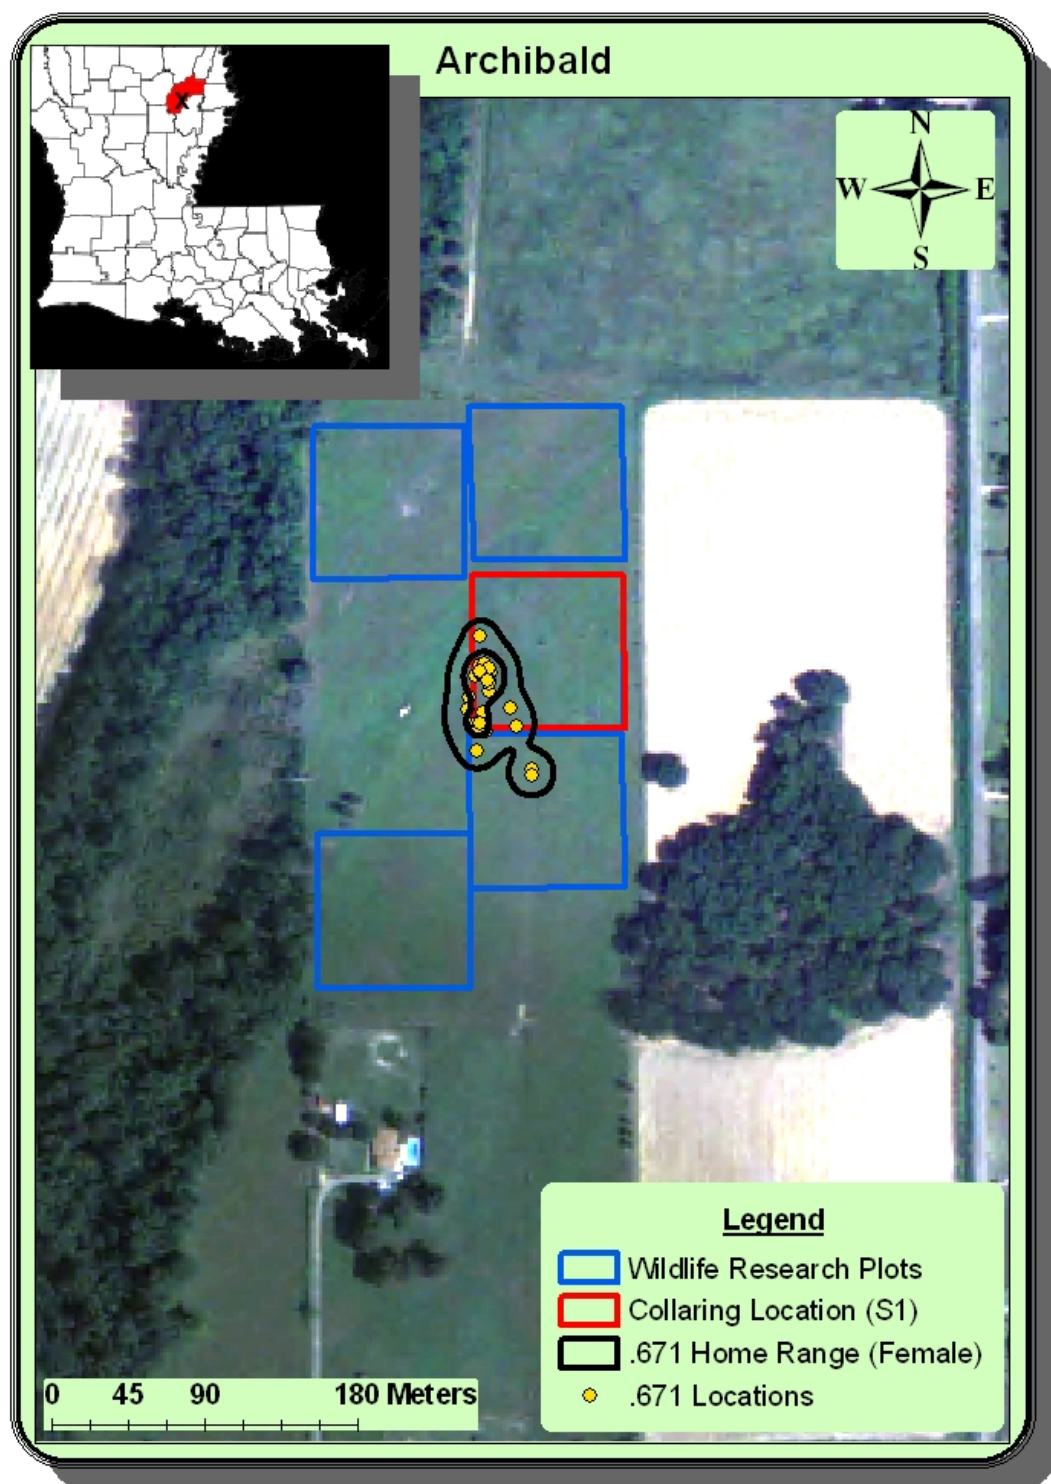 Archibald
X
N
W E
S
Legend
Wildlife Research Plots
Collaring Location (S1)
.671 Home Range (Female)
.671 Locations
0 45 90 180 Meters